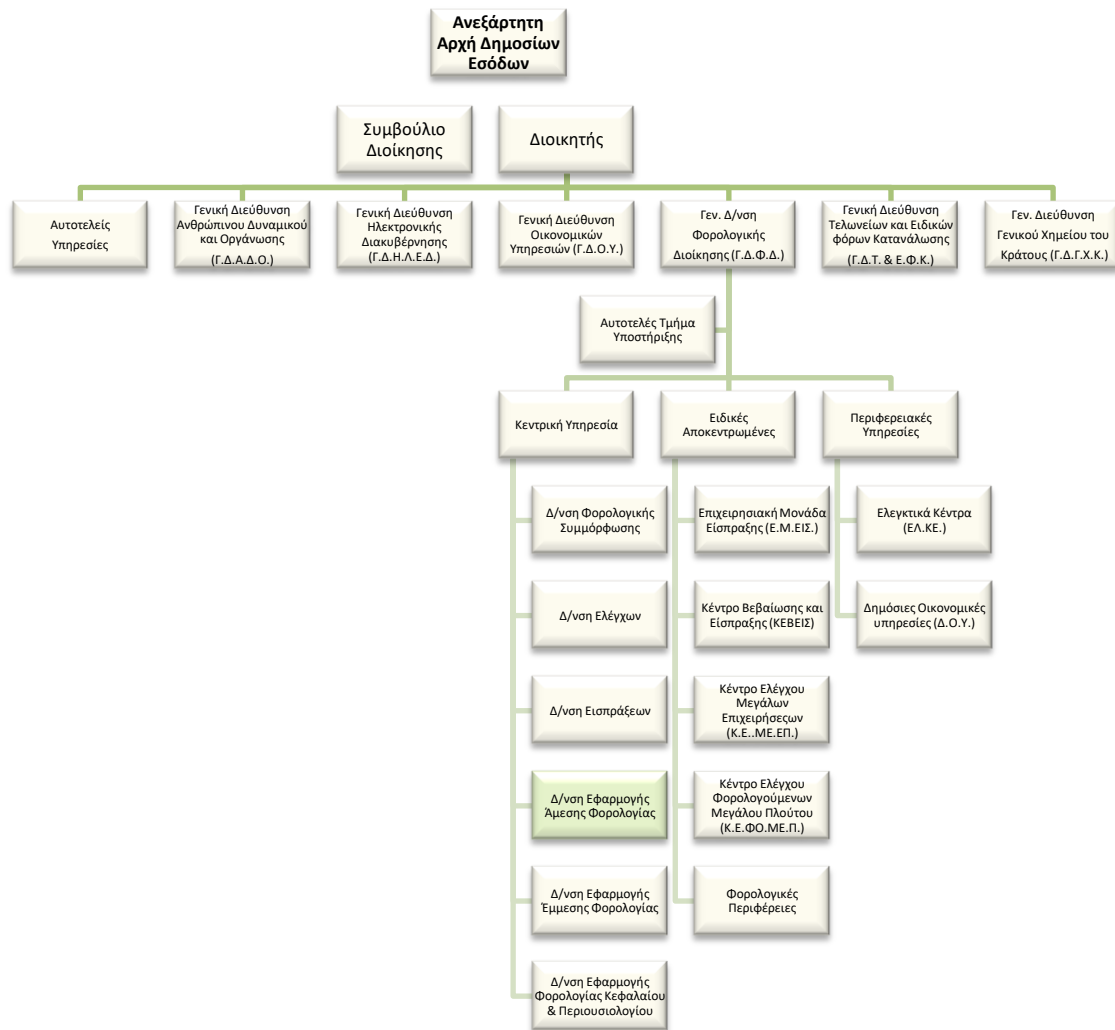 Ανεξάρτητη
Αρχή Δημοσίων
Εσόδων
Συμβούλιο
Διοίκησης
Διοικητής
Αυτοτελείς
Υπηρεσίες
Γενική Διεύθυνση
Ανθρώπινου Δυναμικού
και Οργάνωσης
(Γ.Δ.Α.Δ.Ο.)
Γενική Διεύθυνση
Ηλεκτρονικής
Διακυβέρνησης
(Γ.Δ.Η.Λ.Ε.Δ.)
Γενική Διεύθυνση
Οικονομικών
Υπηρεσιών (Γ.Δ.Ο.Υ.)
Γεν. Δ/νση
Φορολογικής
Διοίκησης (Γ.Δ.Φ.Δ.)
Γενική Διεύθυνση
Τελωνείων και Ειδικών
φόρων Κατανάλωσης
(Γ.Δ.Τ. & Ε.Φ.Κ.)
Γεν. Διεύθυνση
Γενικού Χημείου του
Κράτους (Γ.Δ.Γ.Χ.Κ.)
Αυτοτελές Τμήμα
Υποστήριξης
Κεντρική Υπηρεσία
Ειδικές
Αποκεντρωμένες
Περιφερειακές
Υπηρεσίες
Δ/νση Φορολογικής
Συμμόρφωσης
Δ/νση Ελέγχων
Δ/νση Εισπράξεων
Δ/νση Εφαρμογής
Άμεσης Φορολογίας
Δ/νση Εφαρμογής
Έμμεσης Φορολογίας
Δ/νση Εφαρμογής
Φορολογίας Κεφαλαίου
& Περιουσιολογίου
Επιχειρησιακή Μονάδα
Είσπραξης (Ε.Μ.ΕΙΣ.)
Κέντρο Βεβαίωσης και
Είσπραξης (ΚΕΒΕΙΣ)
Κέντρο Ελέγχου
Μεγάλων
Επιχειρήσεςων
(Κ.Ε..ΜΕ.ΕΠ.)
Κέντρο Ελέγχου
Φορολογούμενων
Μεγάλου Πλούτου
(Κ.Ε.ΦΟ.ΜΕ.Π.)
Φορολογικές
Περιφέρειες
Ελεγκτικά Κέντρα
(ΕΛ.ΚΕ.)
Δημόσιες Οικονομικές
υπηρεσίες (Δ.Ο.Υ.)